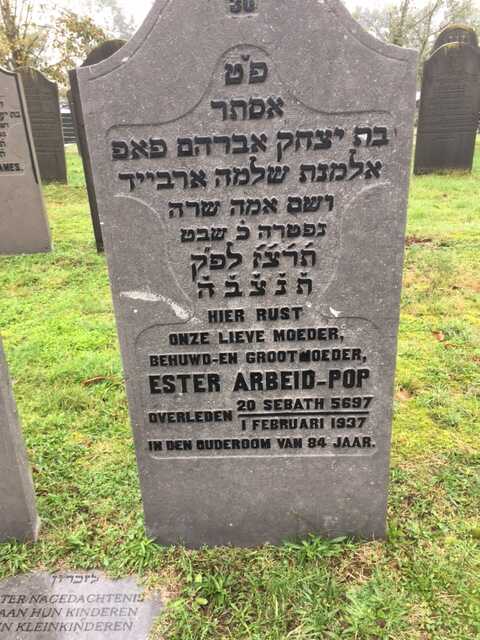 30
פ״ט
אסתר
בת יצחק אברהם פאפ
אלמנת שלמה ארבייד
ושם אמה שרה
נפטרה כ׳ שבט
תרצ״ז לפ״ק
ת׳נ׳צ׳ב׳ה׳
HIER RUST
ONZE LIEVE MOEDER,
BEHUWD-EN GROOTMOEDER,
ESTER ARBEID-POP
OVERLEDEN 20 SEBATH 5697
1 FEBRUARI 1937
IN DEN OUDERDOM VAN 84 JAAR.
לזכרון
TER NAGEDACHTENIS
AAN HUN KINDEREN
EN KLEINKINDEREN